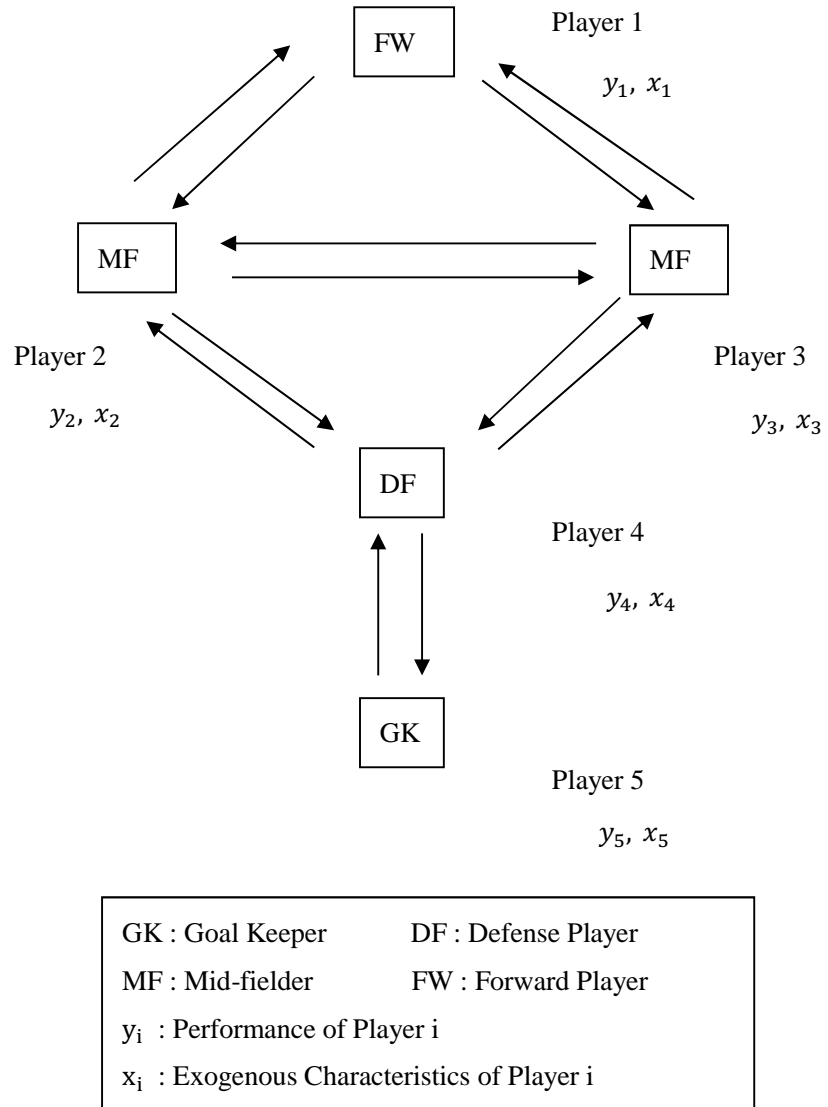 FW
Player 1
y₁, x₁
MF
MF
Player 2
y₂, x₂
Player 3
y₃, x₃
DF
Player 4
y₄, x₄
GK
Player 5
y₅, x₅
GK : Goal Keeper DF : Defense Player
MF : Mid-fielder FW : Forward Player
yᵢ : Performance of Player i
xᵢ : Exogenous Characteristics of Player i